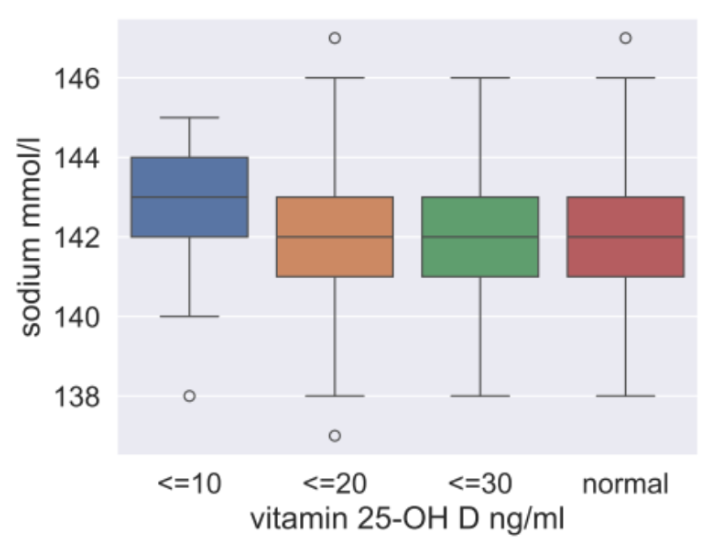 sodium mmol/l
146
144
142
140
138
<=10 <=20 <=30 normal
vitamin 25-OH D ng/ml